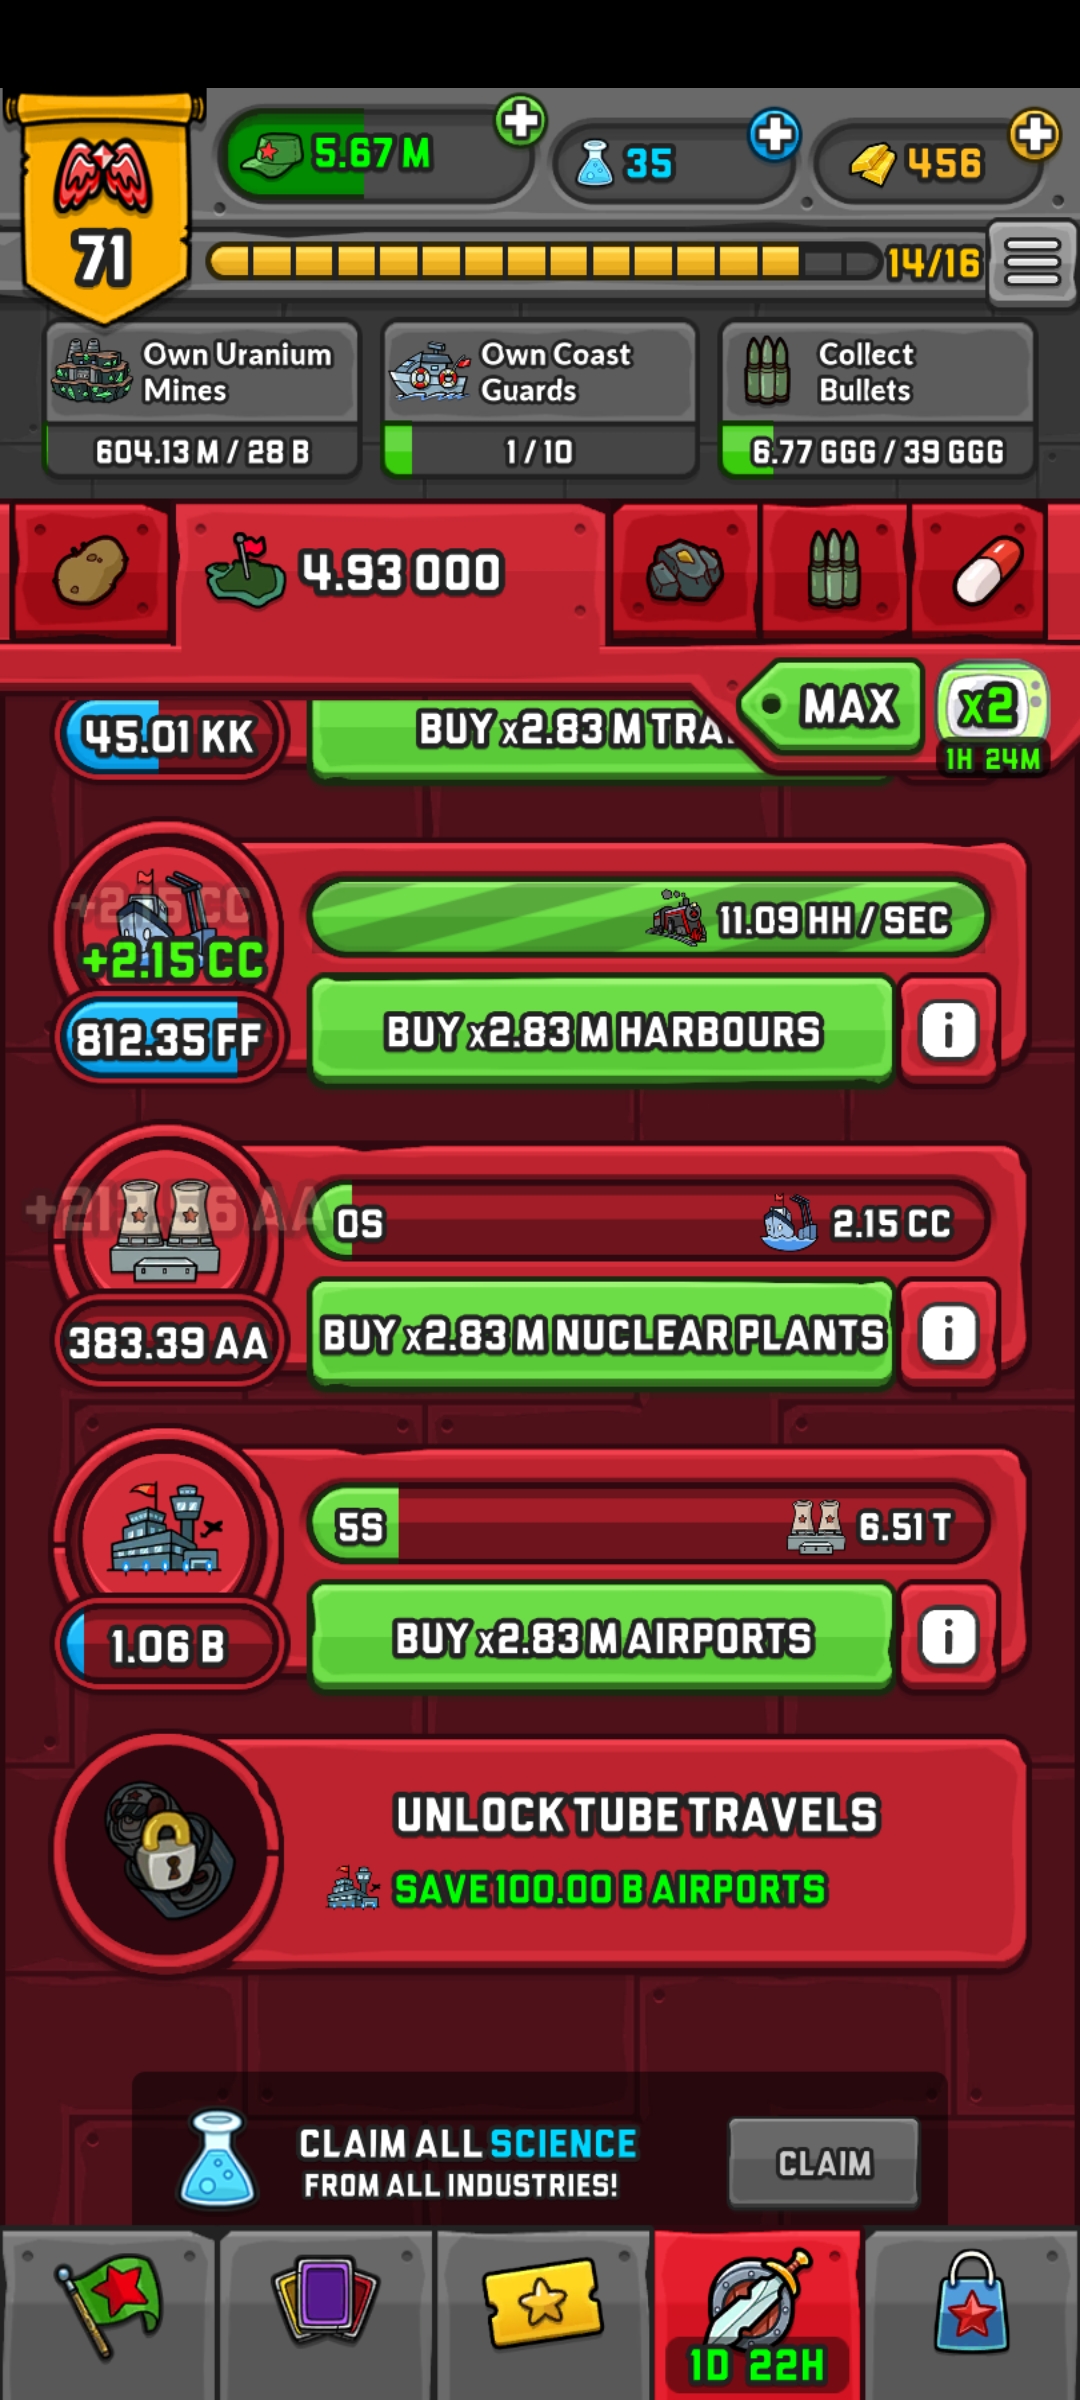 5.67 M
35
456
71
14/16
Own Uranium
Mines
604.13 M / 28 B
Own Coast
Guards
1 / 10
Collect
Bullets
6.77 GGG / 39 GGG
4.93 000
MAX
x2
1H 24M
45.01 KK
BUY x2.83 M TRA
+2.15 CC
+2.15 CC
812.35 FF
11.09 HH / SEC
BUY x2.83 M HARBOURS
i
0S
2.15 CC
383.39 AA
BUY x2.83 M NUCLEAR PLANTS
i
5S
6.51 T
1.06 B
BUY x2.83 M AIRPORTS
i
UNLOCK TUBE TRAVELS
SAVE 100.00 B AIRPORTS
CLAIM ALL SCIENCE
FROM ALL INDUSTRIES!
CLAIM
1D 22H